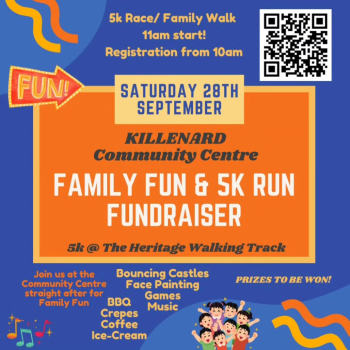 5k Race/ Family Walk
11am start!
Registration from 10am
FUN!
SATURDAY 28TH
SEPTEMBER
KILLENARD
Community Centre
FAMILY FUN & 5K RUN
FUNDRAISER
5k @ The Heritage Walking Track
Join us at the
Community Centre
straight after for
Family Fun
Bouncing Castles
Face Painting
Games
Music
BBQ
Crepes
Coffee
Ice-Cream
PRIZES TO BE WON!